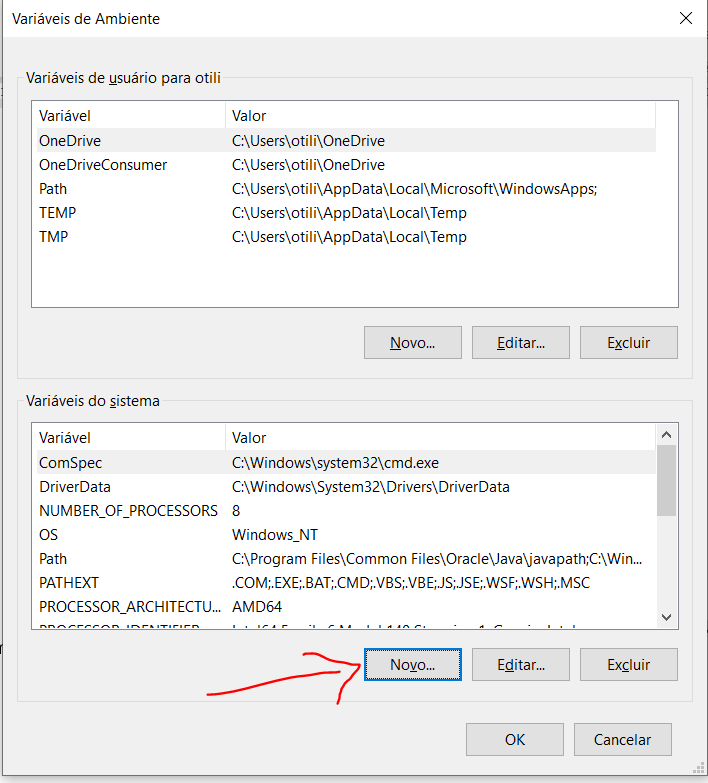 Variáveis de Ambiente
Variáveis de usuário para otili
Variável Valor
OneDrive C:\Users\otili\OneDrive
OneDriveConsumer C:\Users\otili\OneDrive
Path C:\Users\otili\AppData\Local\Microsoft\WindowsApps;
TEMP C:\Users\otili\AppData\Local\Temp
TMP C:\Users\otili\AppData\Local\Temp
Novo... Editar... Excluir
Variáveis do sistema
Variável Valor
ComSpec C:\Windows\system32\cmd.exe
DriverData C:\Windows\System32\Drivers\DriverData
NUMBER_OF_PROCESSORS 8
OS Windows_NT
Path C:\Program Files\Common Files\Oracle\Java\javapath;C:\Win...
PATHEXT .COM;.EXE;.BAT;.CMD;.VBS;.VBE;.JS;.JSE;.WSF;.WSH;.MSC
PROCESSOR_ARCHITECTU... AMD64
Novo... Editar... Excluir
OK Cancelar